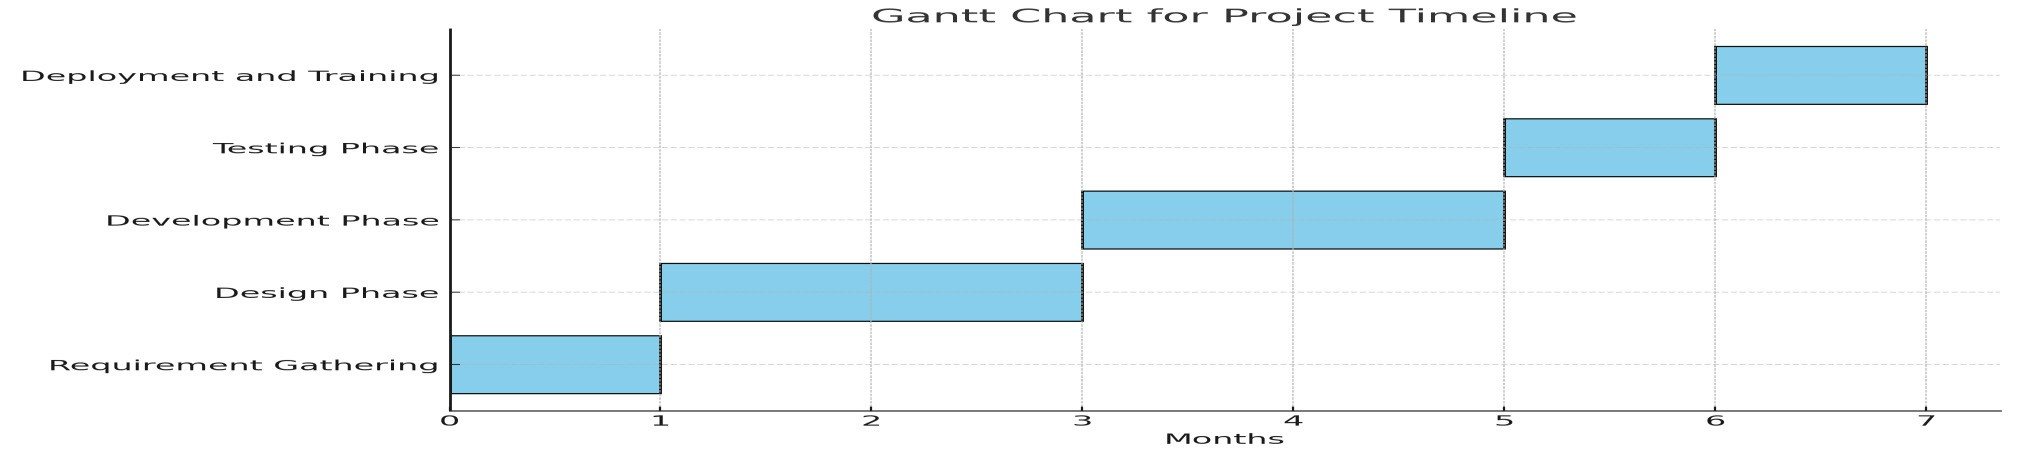 Gantt Chart for Project Timeline
Deployment and Training
Testing Phase
Development Phase
Design Phase
Requirement Gathering
0 1 2 3 4 5 6 7
Months